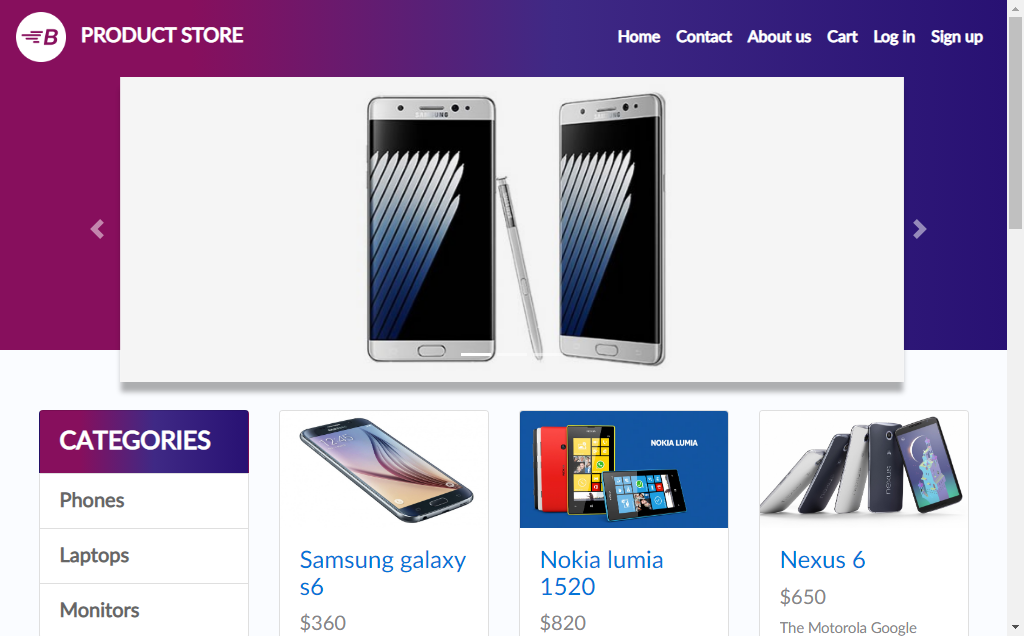 B PRODUCT STORE
Home Contact About us Cart Log in Sign up
SAMSUNG
CATEGORIES
Phones
Laptops
Monitors
NOKIA LUMIA
nexus
Samsung galaxy
s6
$360
Nokia lumia
1520
$820
Nexus 6
$650
The Motorola Google